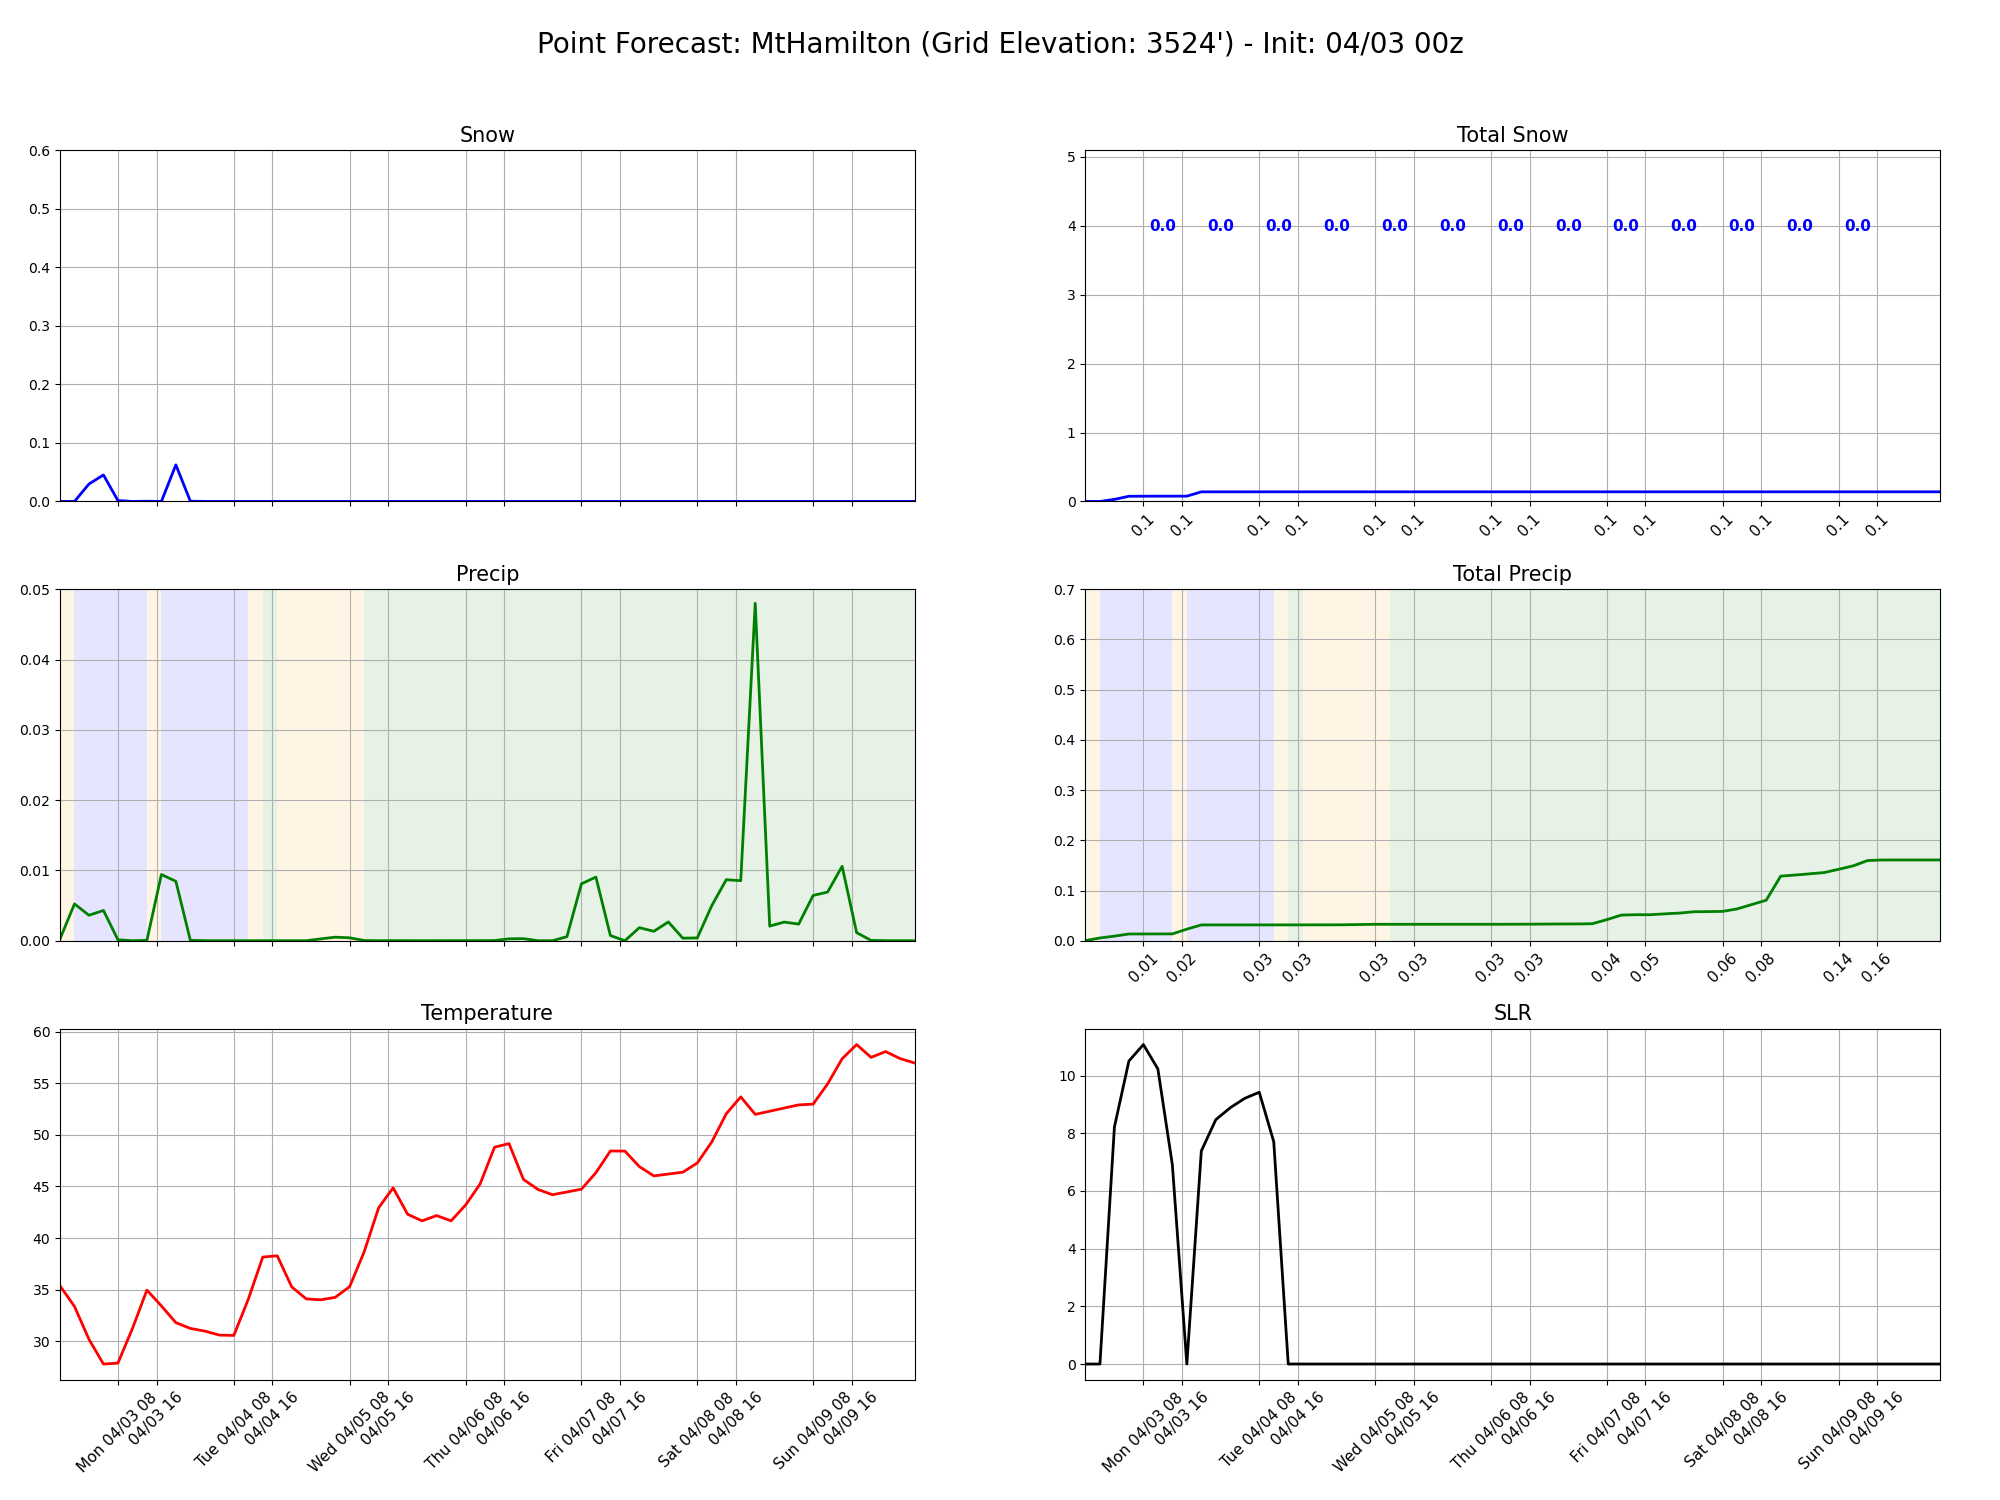 Point Forecast: MtHamilton (Grid Elevation: 3524') - Init: 04/03 00z
Snow
0.6
0.5
0.4
0.3
0.2
0.1
0.0
Total Snow
5
4
3
2
1
0
0.0 0.0 0.0 0.0 0.0 0.0 0.0 0.0 0.0 0.0 0.0 0.0 0.0
0.1 0.1 0.1 0.1 0.1 0.1 0.1 0.1 0.1 0.1 0.1 0.1 0.1 0.1
Precip
0.05
0.04
0.03
0.02
0.01
0.00
Total Precip
0.7
0.6
0.5
0.4
0.3
0.2
0.1
0.0
0.01 0.02 0.03 0.03 0.03 0.03 0.03 0.03 0.04 0.05 0.06 0.08 0.14 0.16
Temperature
60
55
50
45
40
35
30
Mon 04/03 08
04/03 16
Tue 04/04 08
04/04 16
Wed 04/05 08
04/05 16
Thu 04/06 08
04/06 16
Fri 04/07 08
04/07 16
Sat 04/08 08
04/08 16
Sun 04/09 08
04/09 16
SLR
10
8
6
4
2
0
Mon 04/03 08
04/03 16
Tue 04/04 08
04/04 16
Wed 04/05 08
04/05 16
Thu 04/06 08
04/06 16
Fri 04/07 08
04/07 16
Sat 04/08 08
04/08 16
Sun 04/09 08
04/09 16